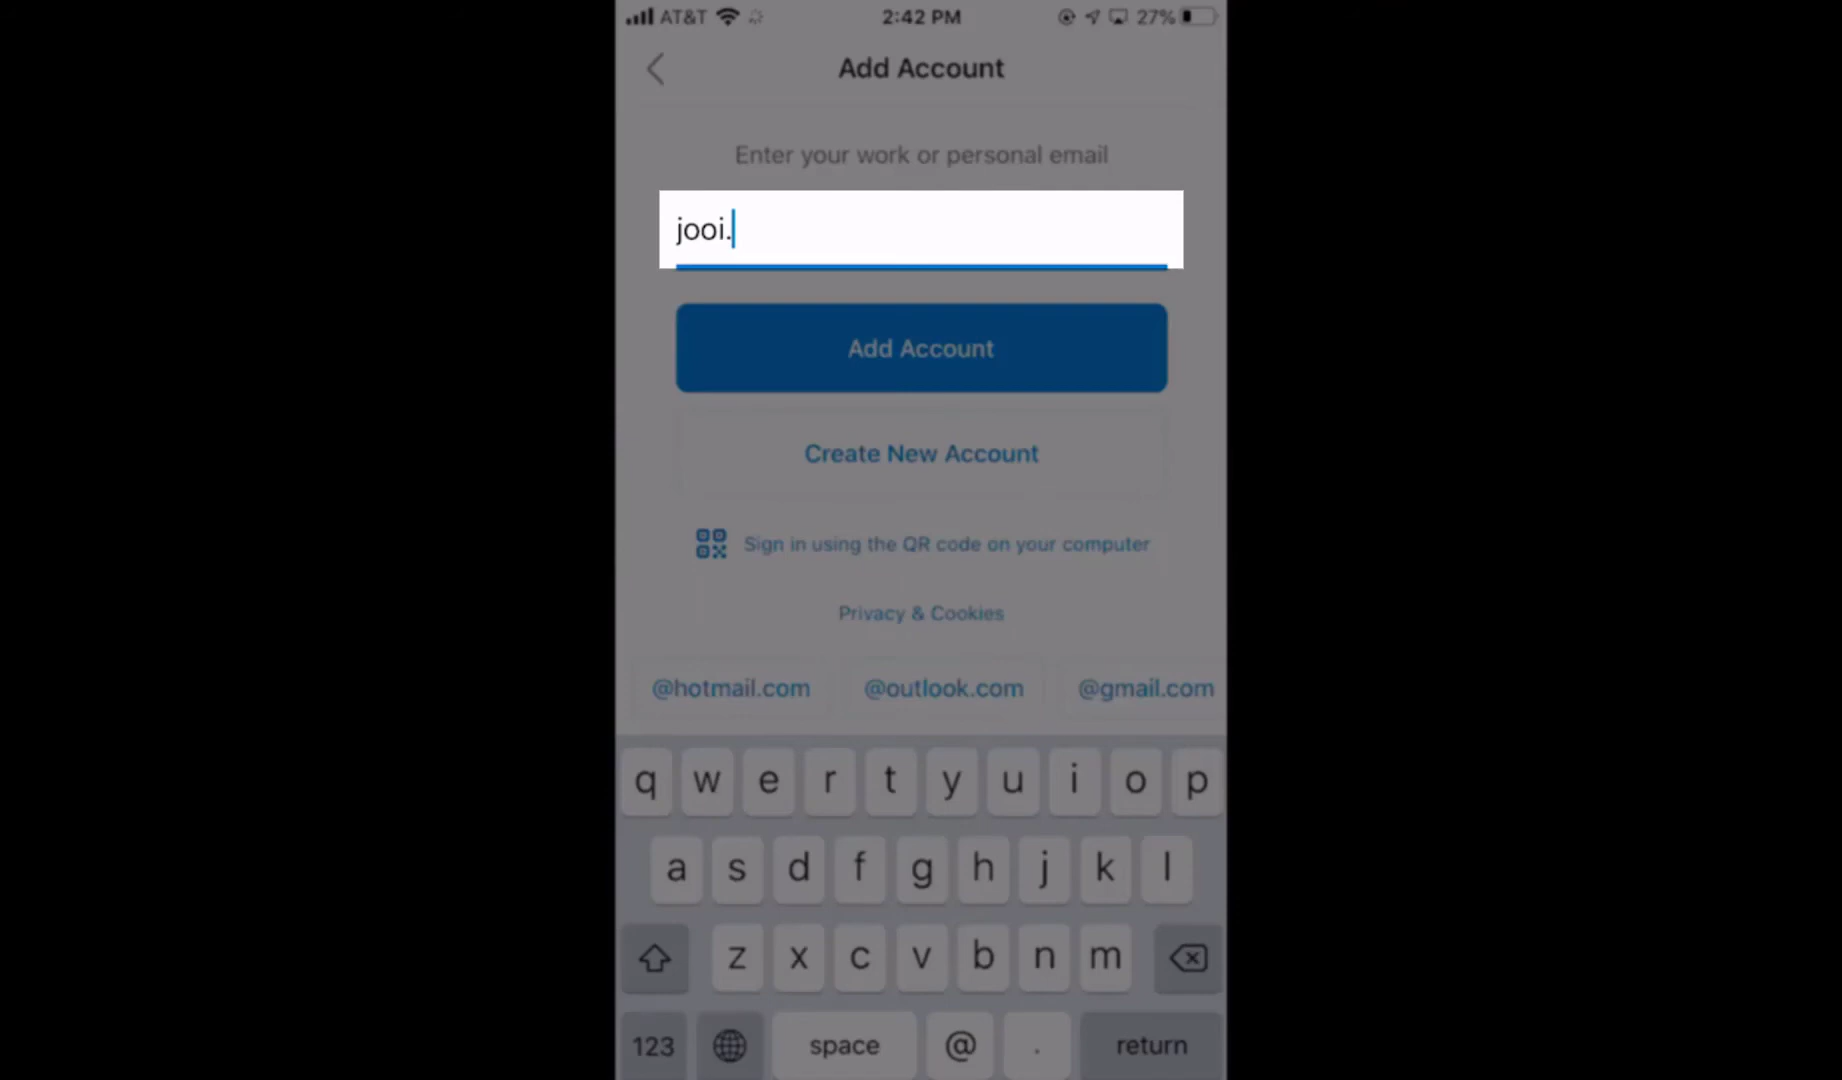 AT&T 2:42 PM 27%
Add Account
Enter your work or personal email
jooi.
Add Account
Create New Account
Sign in using the QR code on your computer
Privacy & Cookies
@hotmail.com @outlook.com @gmail.com
q w e r t y u i o p
a s d f g h j k l
z x c v b n m
123 space @ . return